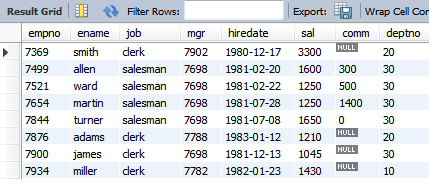 Result Grid Filter Rows: Export: Wrap Cell Con
empno ename job mgr hiredate sal comm deptno
7369 smith clerk 7902 1980-12-17 3300 NULL 20
7499 allen salesman 7698 1981-02-20 1600 300 30
7521 ward salesman 7698 1981-02-22 1250 500 30
7654 martin salesman 7698 1981-07-28 1250 1400 30
7844 turner salesman 7698 1981-07-08 1650 0 30
7876 adams clerk 7788 1983-01-12 1210 NULL 20
7900 james clerk 7698 1981-12-13 1045 NULL 30
7934 miller clerk 7782 1982-01-23 1430 NULL 10